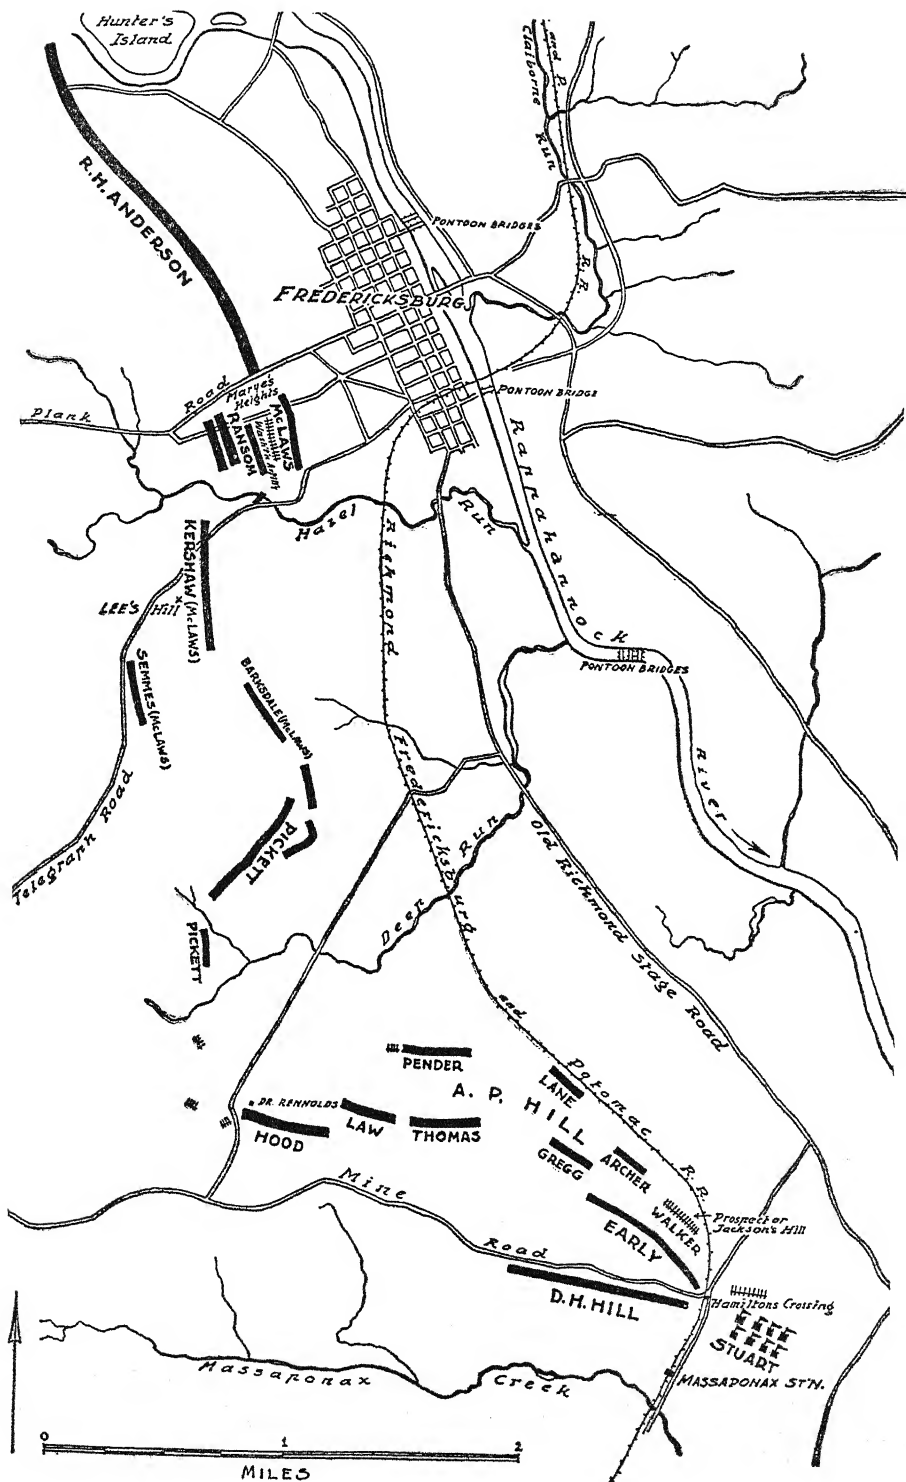 Hunter's
Island
R.H. ANDERSON
Claiborne Run
and P.
R.R.
PONTOON BRIDGES
FREDERICKSBURG
PONTOON BRIDGE
Plank Road
Marye's
Heights
McLAWS
RANSOM
Hazel Run
Rappahannock River
KERSHAW (McLAWS)
LEE'S Hill
SEMMES (McLAWS)
BARKSDALE (McLAWS)
PONTOON BRIDGES
Richmond Fredericksburg and Potomac R.R.
Telegraph Road
PICKETT
PICKETT
Deep Run
Old Richmond Stage Road
PENDER
A. P. HILL
LANE
DR. RENNOLDS
HOOD
LAW
THOMAS
GREGG
ARCHER
WALKER
EARLY
Prospect or
Jackson's Hill
Mine Road
D.H. HILL
Hamiltons Crossing
STUART
MASSAPONAX ST'N.
Massaponax Creek
0 1 2
MILES